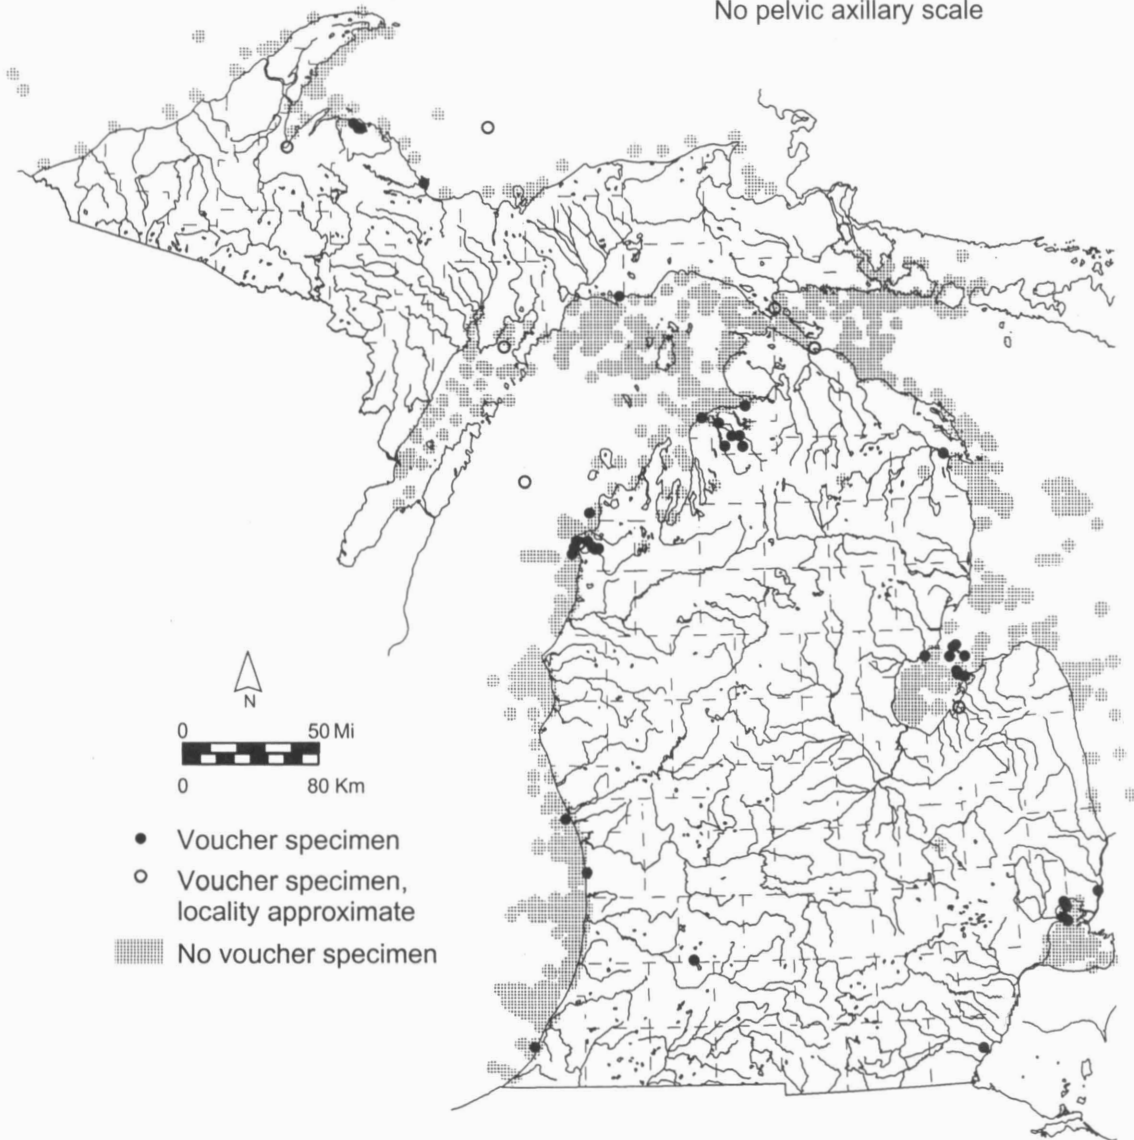 No pelvic axillary scale
N
0 50 Mi
0 80 Km
Voucher specimen
Voucher specimen,
locality approximate
No voucher specimen